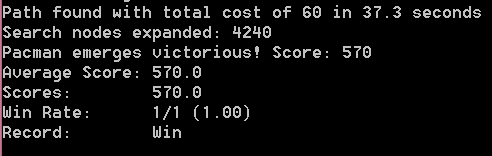 Path found with total cost of 60 in 37.3 seconds
Search nodes expanded: 4240
Pacman emerges victorious! Score: 570
Average Score: 570.0
Scores:        570.0
Win Rate:      1/1 (1.00)
Record:        Win